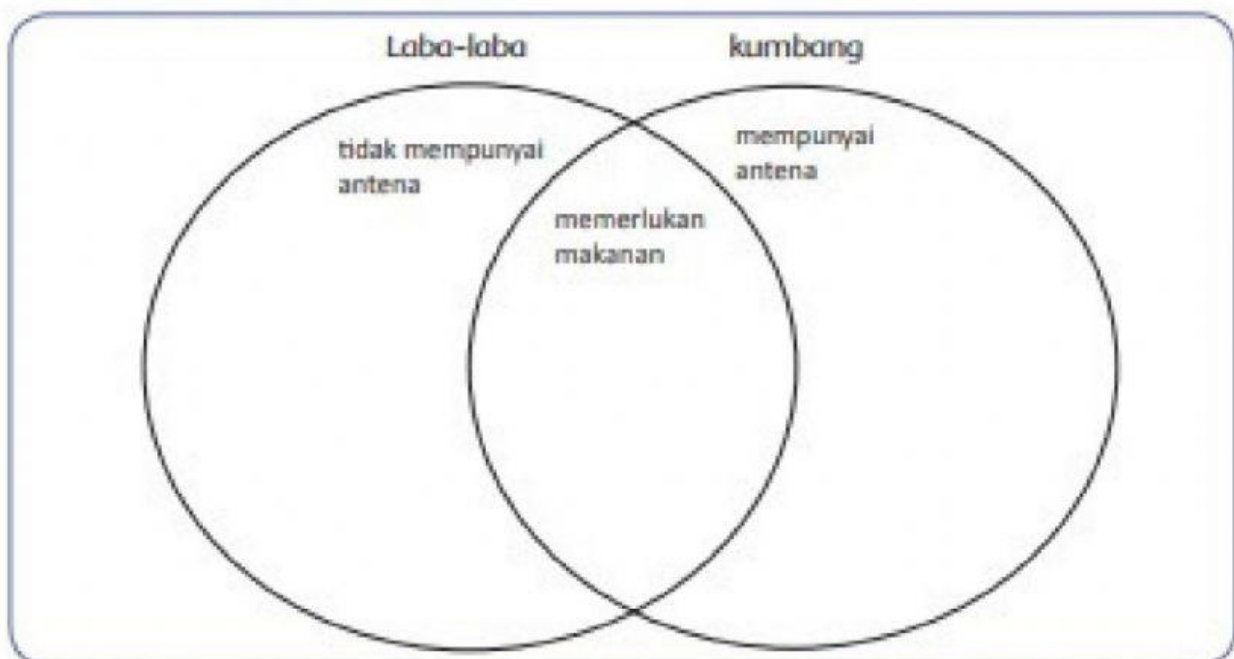 Laba-laba
kumbang
tidak mempunyai
antena
memerlukan
makanan
mempunyai
antena